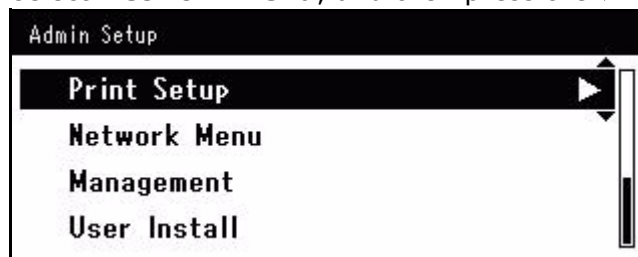 Admin Setup
Print Setup
Network Menu
Management
User Install